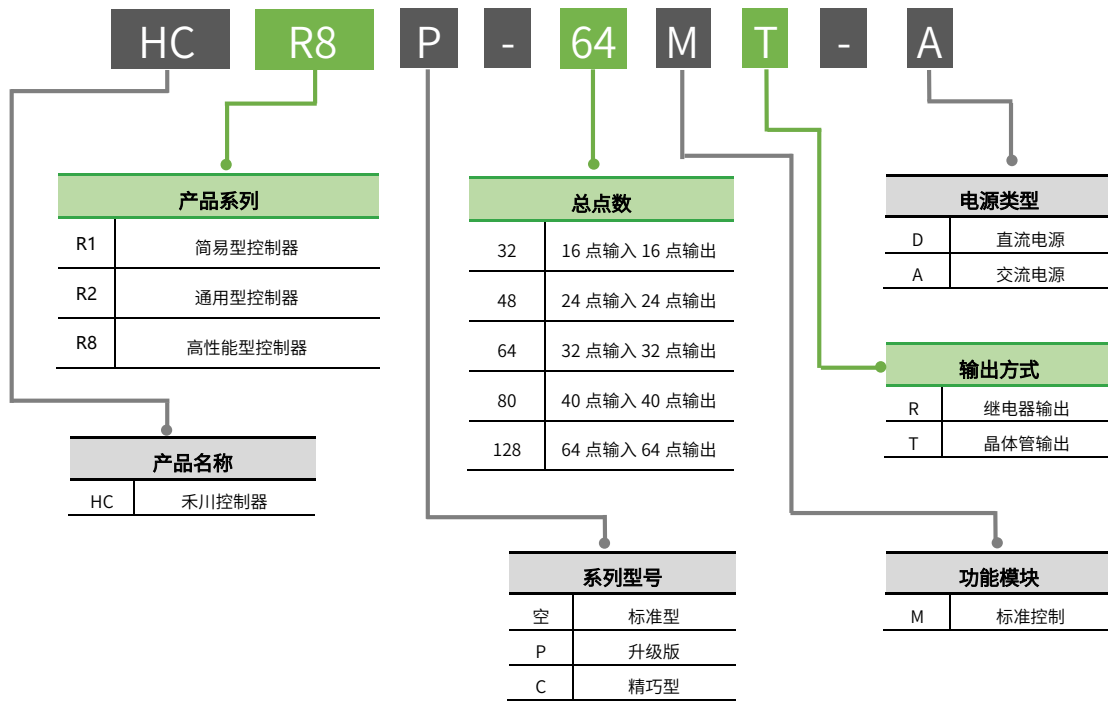 HC R8 P - 64 M T - A
产品系列
R1 简易型控制器
R2 通用型控制器
R8 高性能型控制器
产品名称
HC 禾川控制器
总点数
32 16 点输入 16 点输出
48 24 点输入 24 点输出
64 32 点输入 32 点输出
80 40 点输入 40 点输出
128 64 点输入 64 点输出
系列型号
空 标准型
P 升级版
C 精巧型
电源类型
D 直流电源
A 交流电源
输出方式
R 继电器输出
T 晶体管输出
功能模块
M 标准控制